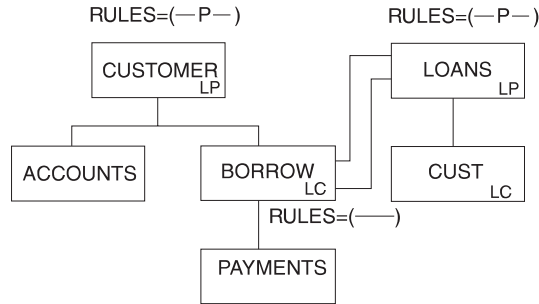 RULES=(—P—)
RULES=(—P—)
CUSTOMER
LP
LOANS
LP
ACCOUNTS
BORROW
LC
CUST
LC
RULES=(——)
PAYMENTS